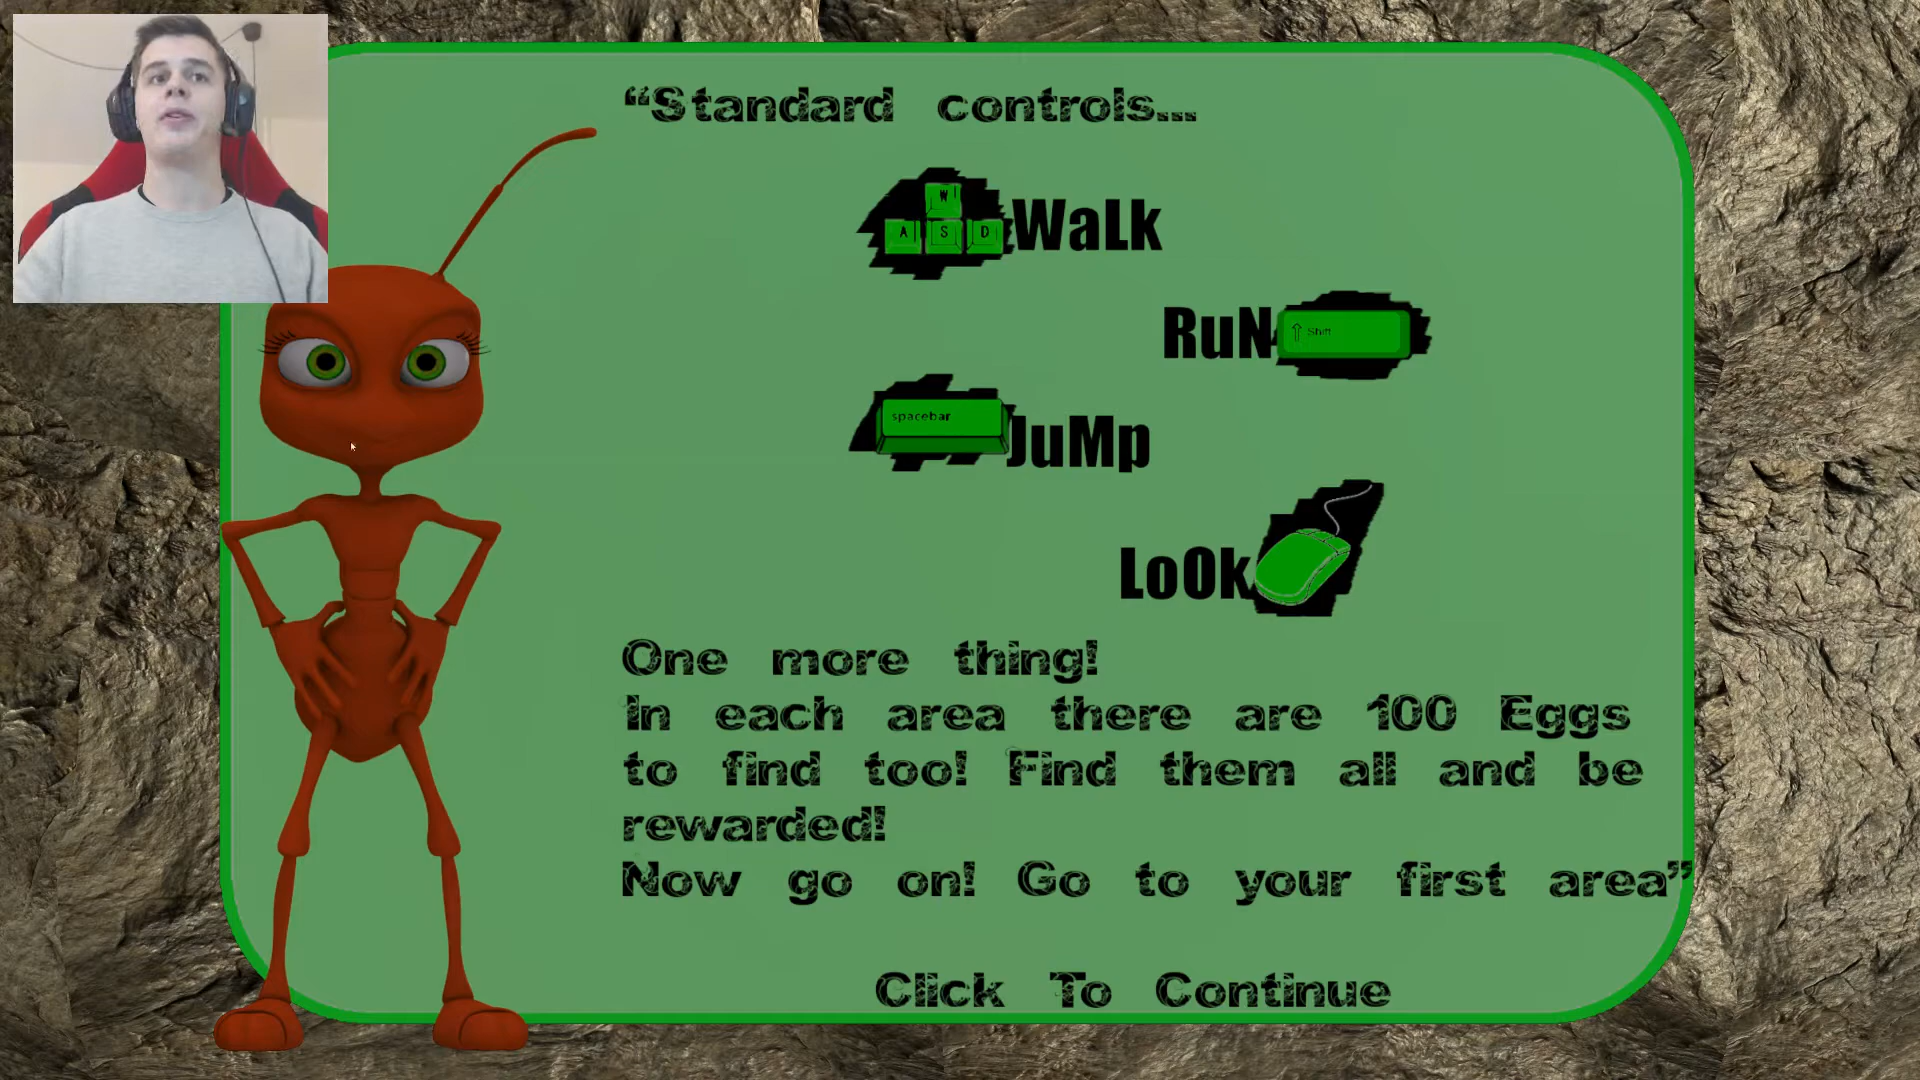 “Standard controls...
W
A S D WaLk
RuN Shift
spacebar JuMp
LoOk
One more thing!
In each area there are 100 Eggs
to find too! Find them all and be
rewarded!
Now go on! Go to your first area”
Click To Continue